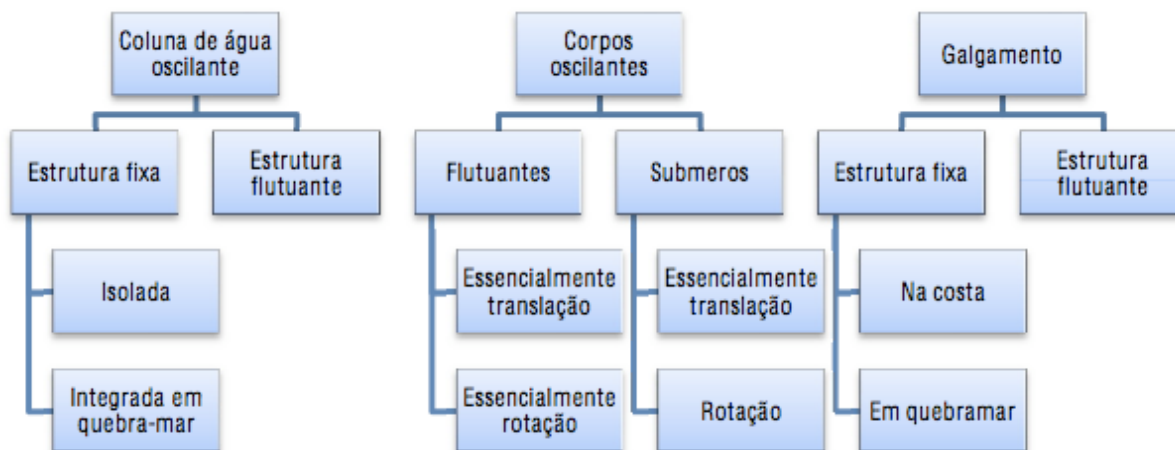 Coluna de água
oscilante
Estrutura fixa
Estrutura
flutuante
Isolada
Integrada em
quebra-mar
Corpos
oscilantes
Flutuantes
Submeros
Essencialmente
translação
Essencialmente
translação
Essencialmente
rotação
Rotação
Galgamento
Estrutura fixa
Estrutura
flutuante
Na costa
Em quebramar